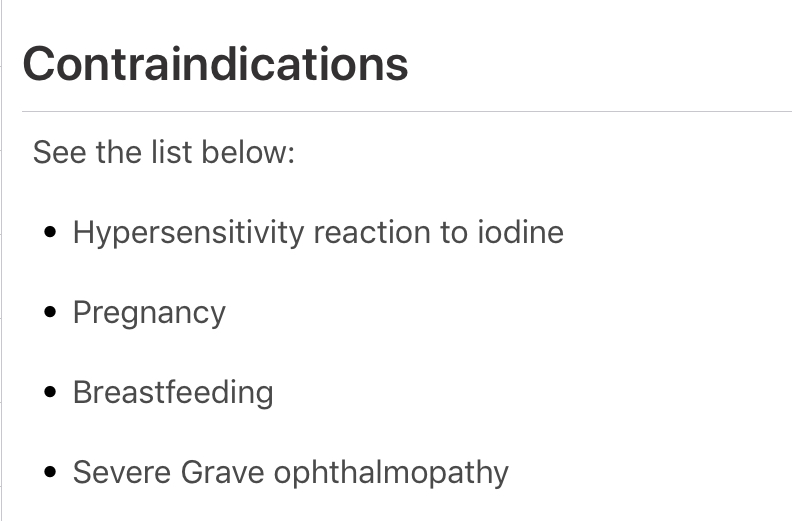 Contraindications
See the list below:
• Hypersensitivity reaction to iodine
• Pregnancy
• Breastfeeding
• Severe Grave ophthalmopathy